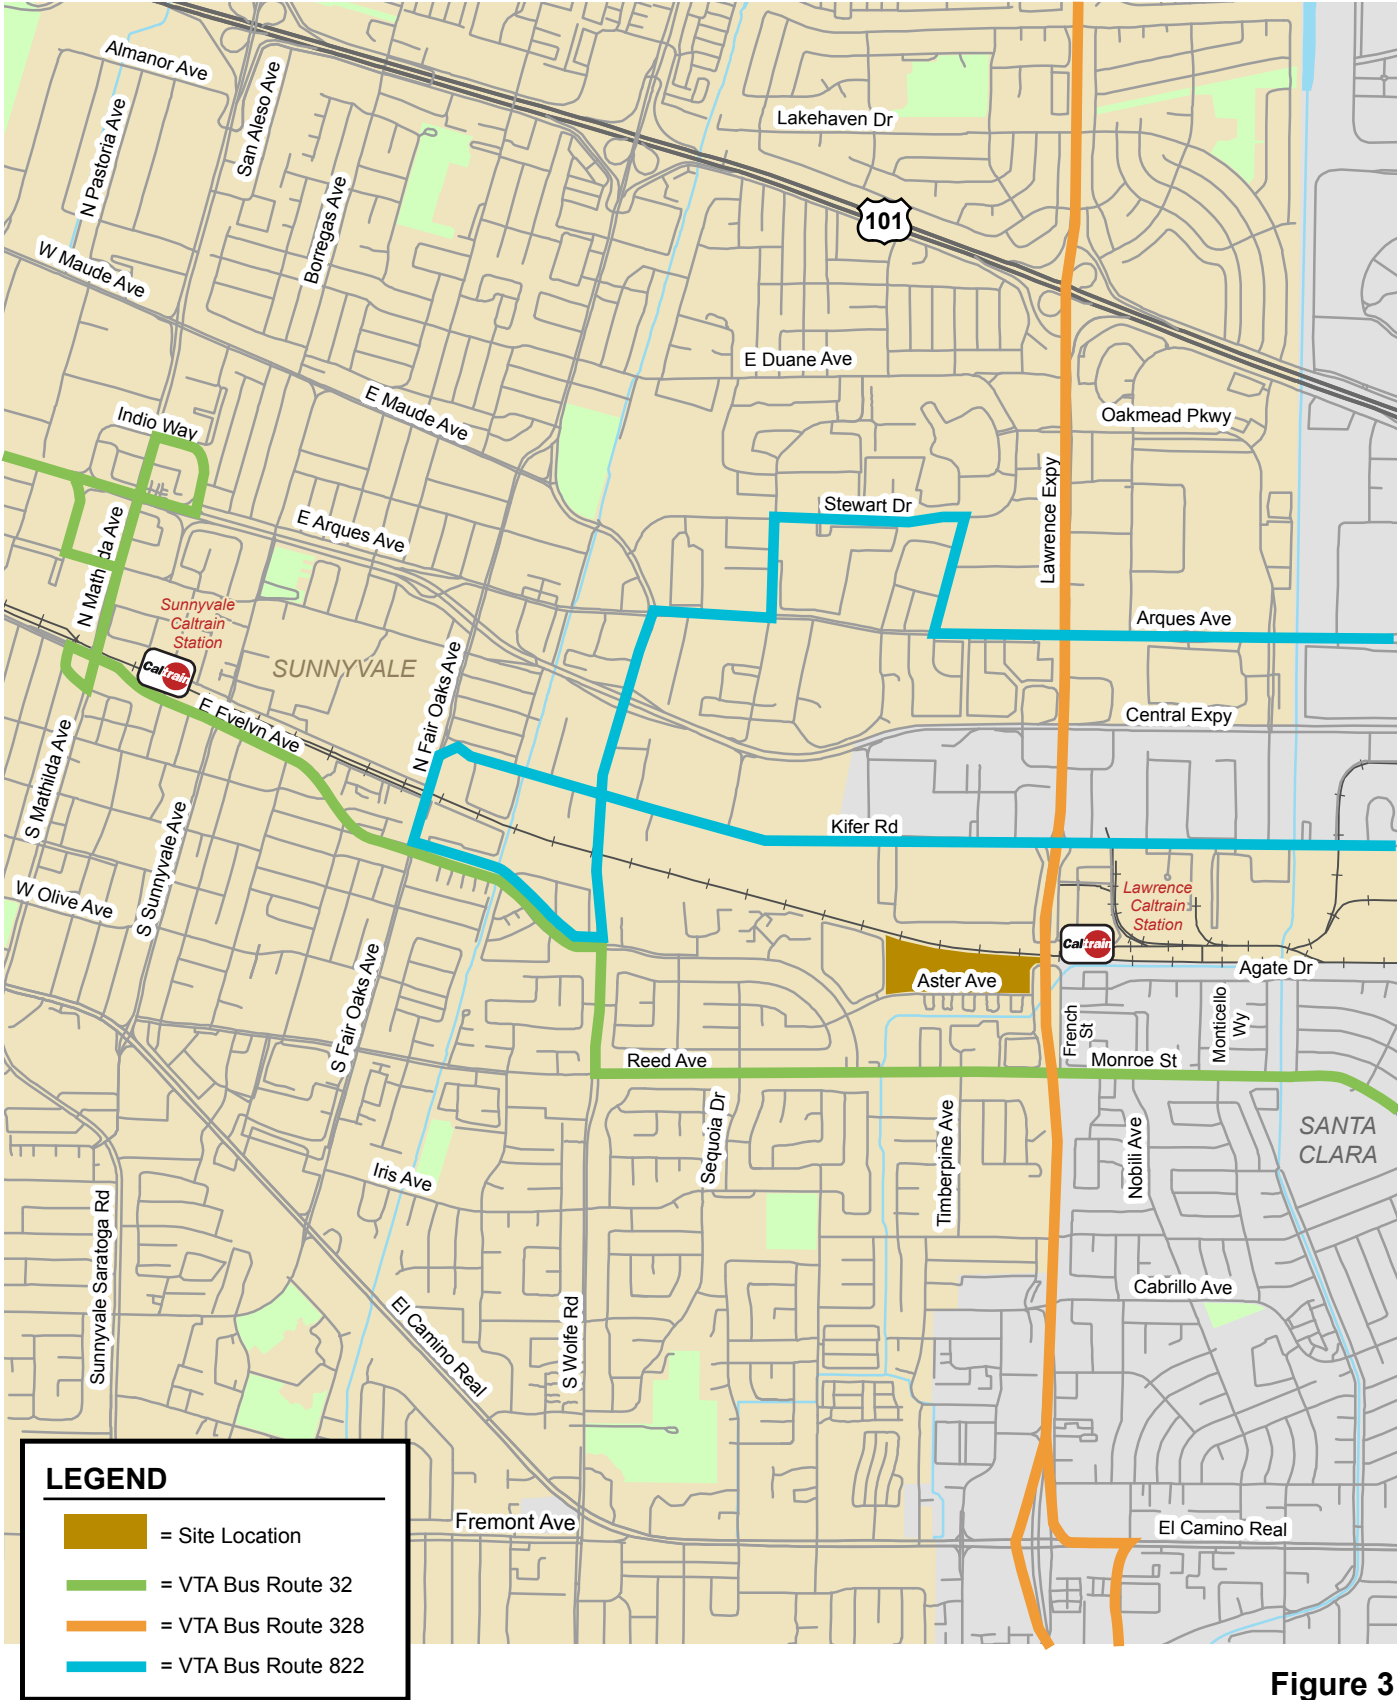 Almanor Ave
San Aleso Ave
N Pastoria Ave
Lakehaven Dr
Borregas Ave
101
W Maude Ave
E Duane Ave
E Maude Ave
Indio Way
Oakmead Pkwy
Lawrence Expy
Stewart Dr
E Arques Ave
N Mathilda Ave
Sunnyvale
Caltrain
Station
Arques Ave
SUNNYVALE
Caltrain
N Fair Oaks Ave
E Evelyn Ave
Central Expy
S Mathilda Ave
Kifer Rd
S Sunnyvale Ave
W Olive Ave
Lawrence
Caltrain
Station
Caltrain
Agate Dr
Aster Ave
S Fair Oaks Ave
French
St
Monticello
Wy
Reed Ave
Monroe St
Sequoia Dr
Timberpine Ave
Nobili Ave
SANTA
CLARA
Iris Ave
Sunnyvale Saratoga Rd
Cabrillo Ave
El Camino Real
S Wolfe Rd
Fremont Ave
El Camino Real
LEGEND
= Site Location
= VTA Bus Route 32
= VTA Bus Route 328
= VTA Bus Route 822
Figure 3